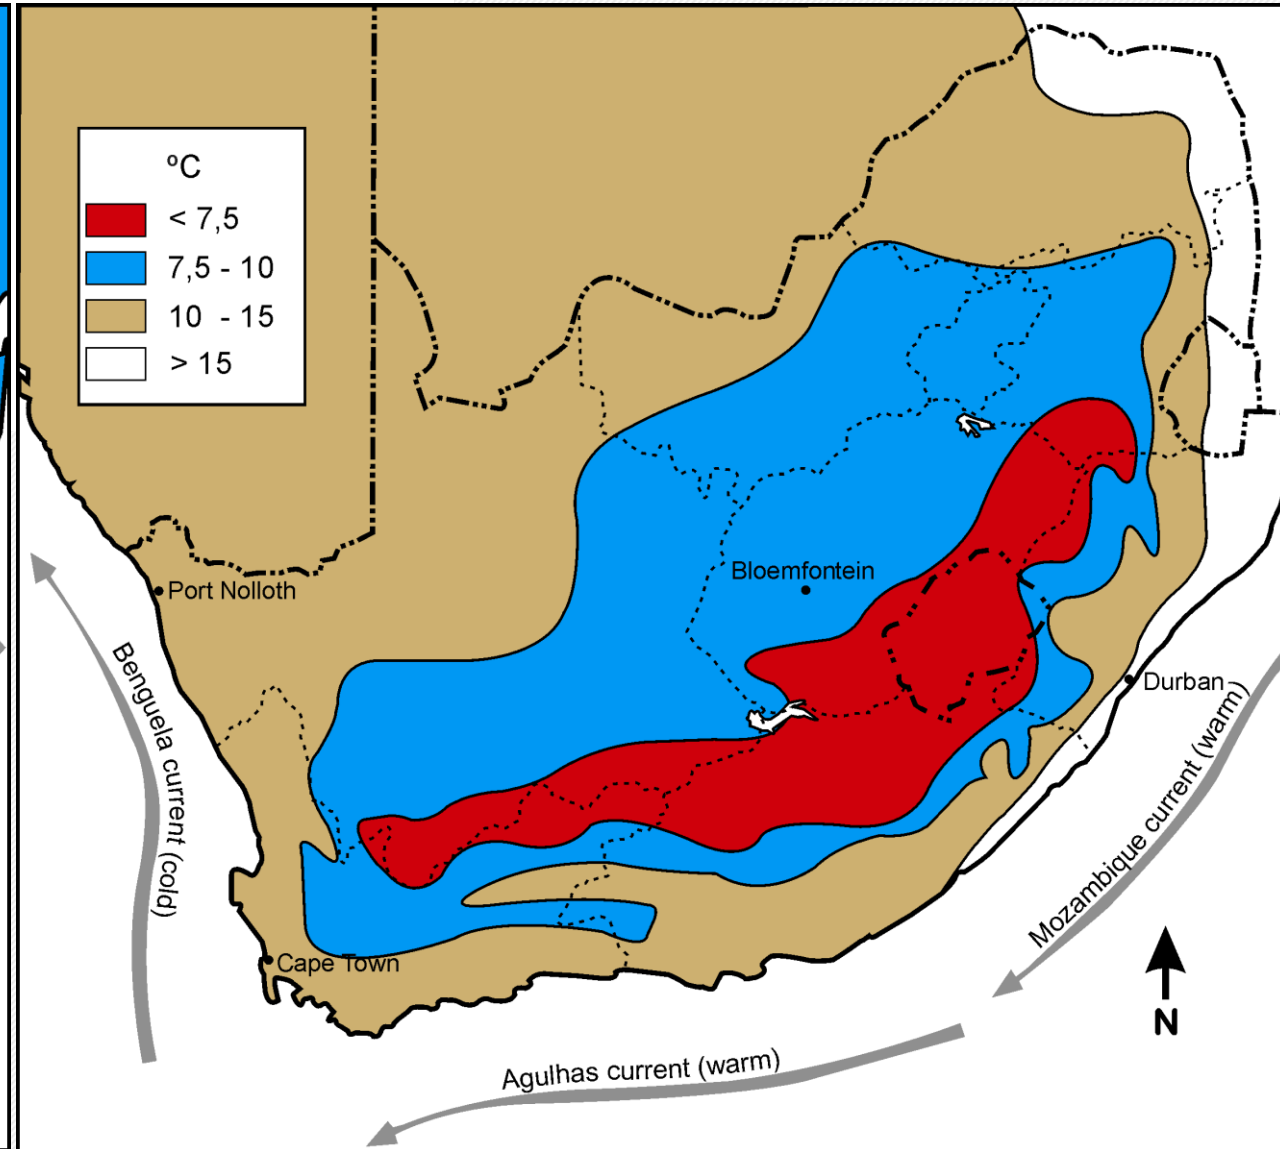 ºC
< 7,5
7,5 - 10
10 - 15
> 15
Bloemfontein
Port Nolloth
Durban
Benguela current (cold)
Mozambique current (warm)
Cape Town
N
Agulhas current (warm)